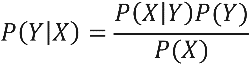 P(Y|X) = P(X|Y)P(Y) / P(X)